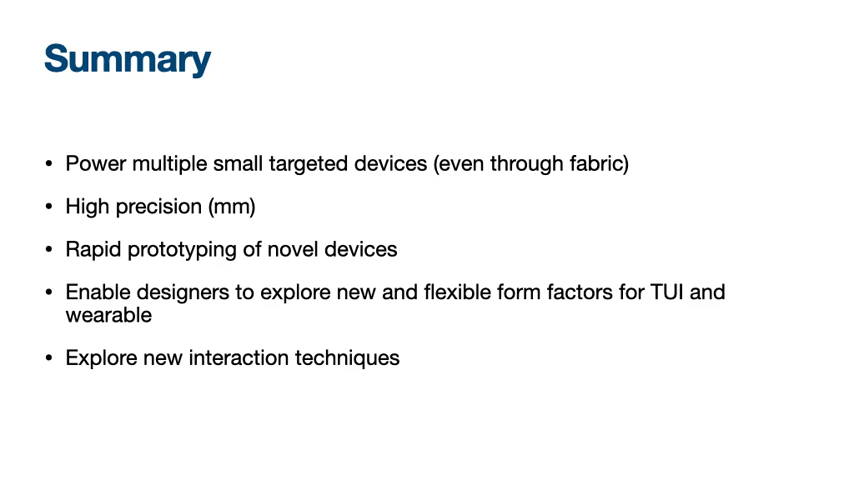 Summary
• Power multiple small targeted devices (even through fabric)
• High precision (mm)
• Rapid prototyping of novel devices
• Enable designers to explore new and flexible form factors for TUI and
wearable
• Explore new interaction techniques